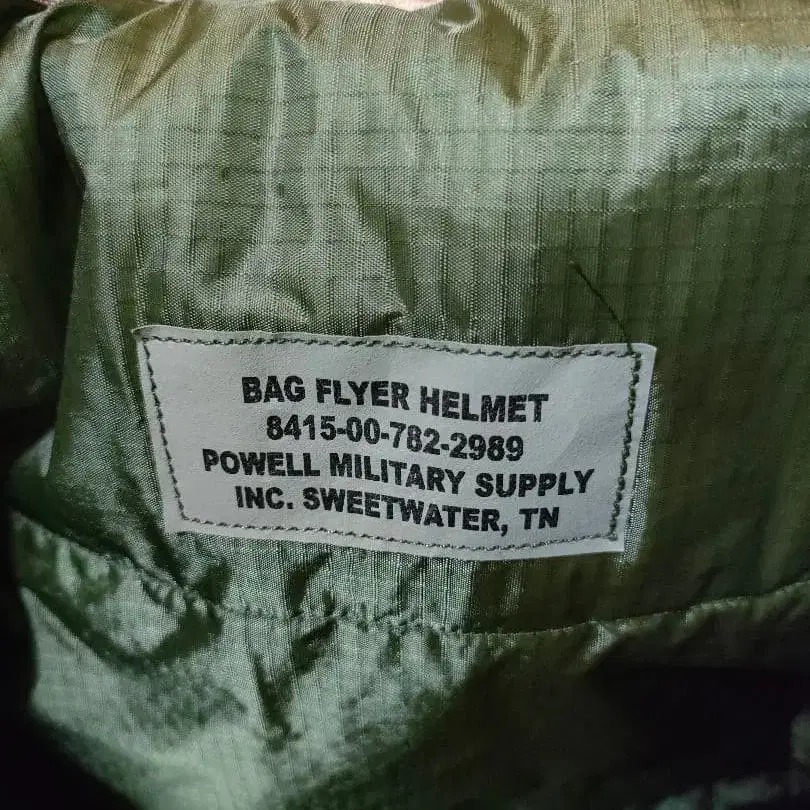 BAG FLYER HELMET
8415-00-782-2989
POWELL MILITARY SUPPLY
INC. SWEETWATER, TN